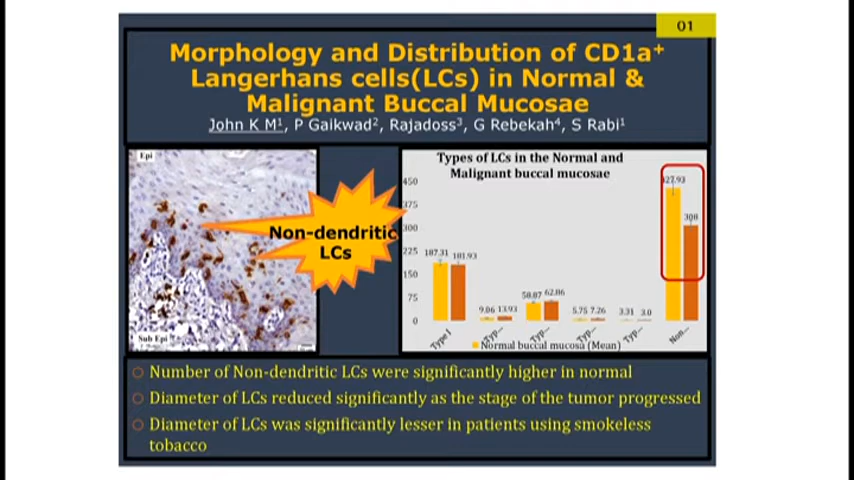 01
Morphology and Distribution of CD1a+
Langerhans cells(LCs) in Normal &
Malignant Buccal Mucosae
John K M1, P Gaikwad2, Rajadoss3, G Rebekah4, S Rabi1
Epi
Non-dendritic
LCs
Sub Epi
Types of LCs in the Normal and
Malignant buccal mucosae
450
375
300
225
150
75
0
187.31
181.93
9.06
13.93
58.87
62.86
5.75
7.26
3.31
3.0
427.93
308
Type I
Typ...
Typ...
Typ...
Typ...
Non...
Normal buccal mucosa (Mean)
Number of Non-dendritic LCs were significantly higher in normal
Diameter of LCs reduced significantly as the stage of the tumor progressed
Diameter of LCs was significantly lesser in patients using smokeless
tobacco